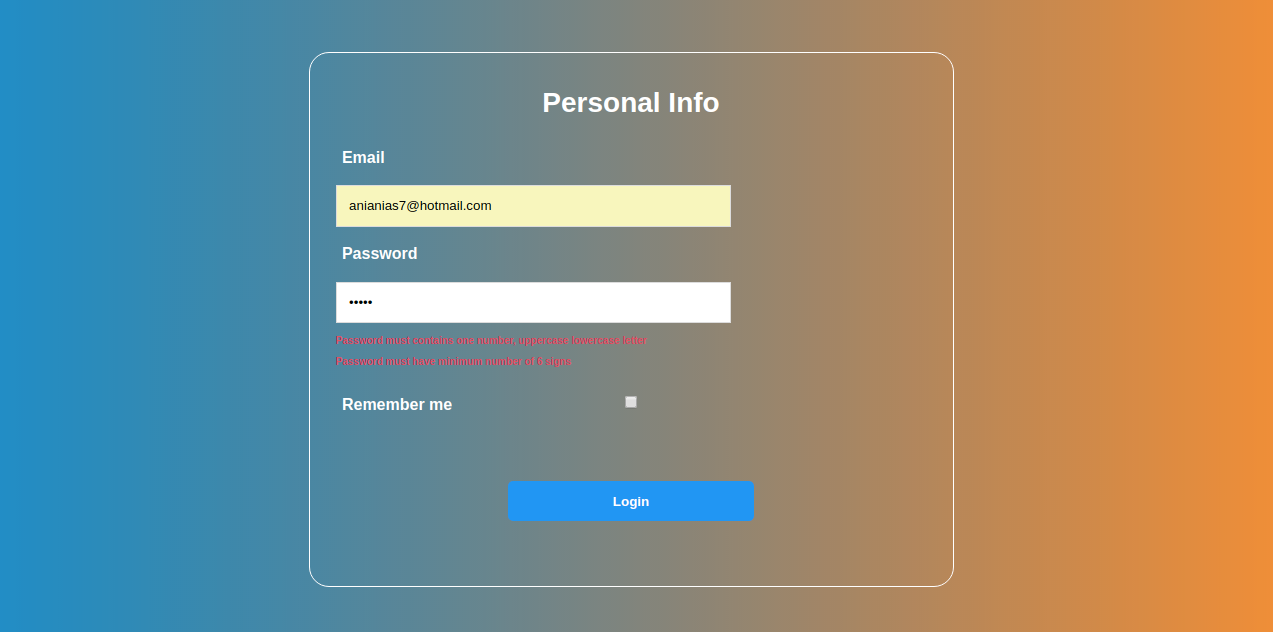 Personal Info
Email
anianias7@hotmail.com
Password
•••••
Password must contains one number, uppercase lowercase letter.
Password must have minimum number of 6 signs.
Remember me
Login